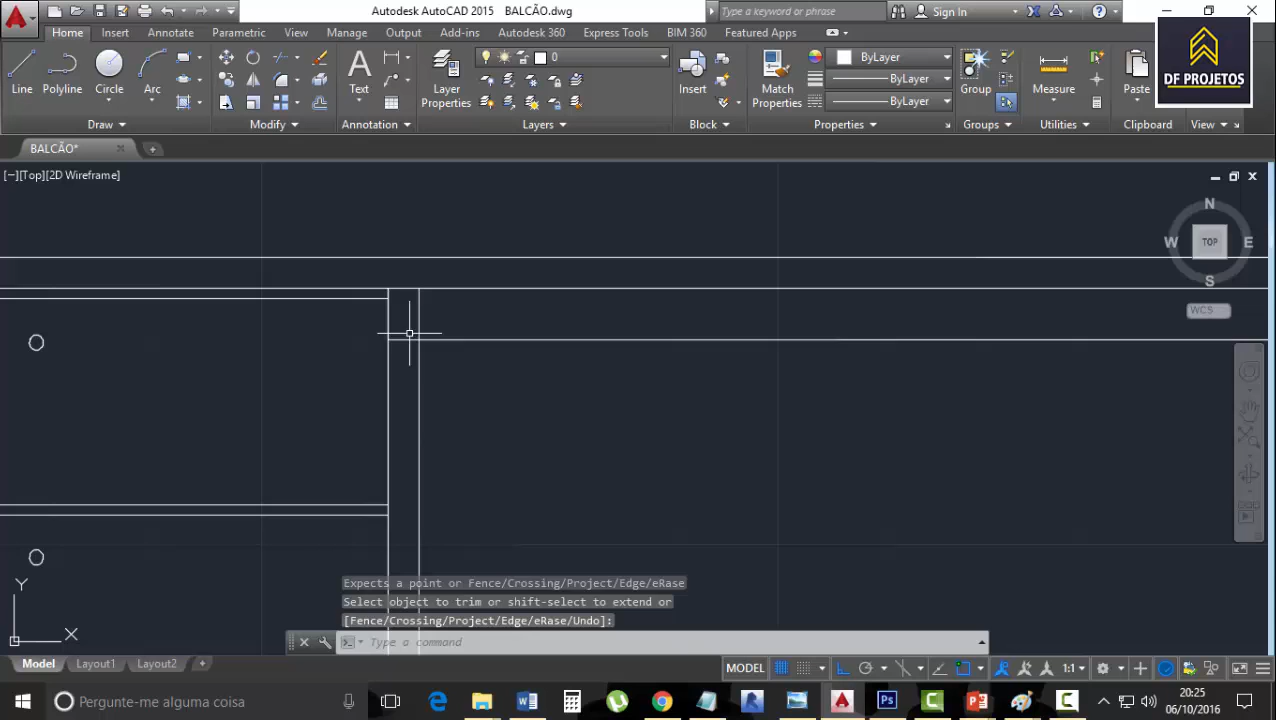 Autodesk AutoCAD 2015 BALCÃO.dwg
Type a keyword or phrase
Sign In
Home Insert Annotate Parametric View Manage Output Add-ins Autodesk 360 Express Tools BIM 360 Featured Apps
DF PROJETOS
0
ByLayer
ByLayer
ByLayer
Line Polyline Circle Arc Text Layer Properties Insert Match Properties Group Measure Paste
Draw Modify Annotation Layers Block Properties Groups Utilities Clipboard View
BALCÃO*
[−][Top][2D Wireframe]
N
W TOP E
S
WCS
Y
X
Expects a point or Fence/Crossing/Project/Edge/eRase
Select object to trim or shift-select to extend or
[Fence/Crossing/Project/Edge/eRase/Undo]:
Type a command
Model Layout1 Layout2
MODEL 1:1
Pergunte-me alguma coisa
20:25
06/10/2016